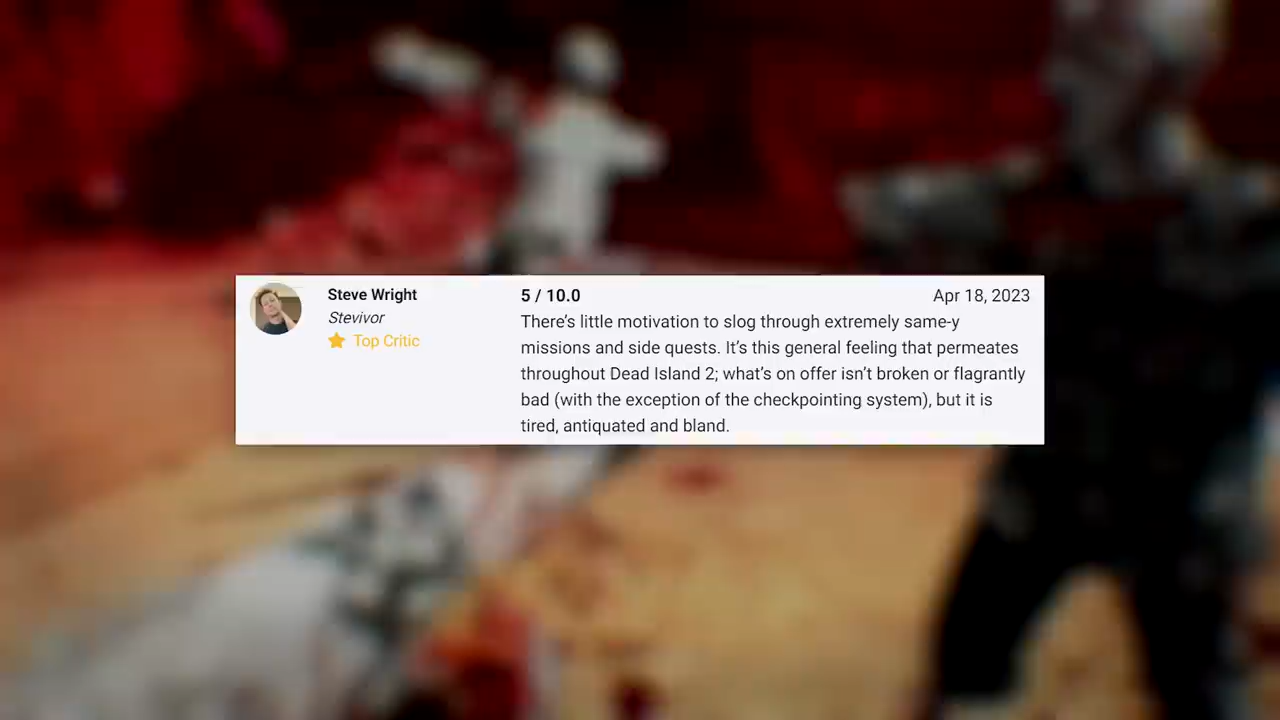 Steve Wright
Stevivor
Top Critic
5 / 10.0
Apr 18, 2023
There’s little motivation to slog through extremely same-y
missions and side quests. It’s this general feeling that permeates
throughout Dead Island 2; what’s on offer isn’t broken or flagrantly
bad (with the exception of the checkpointing system), but it is
tired, antiquated and bland.